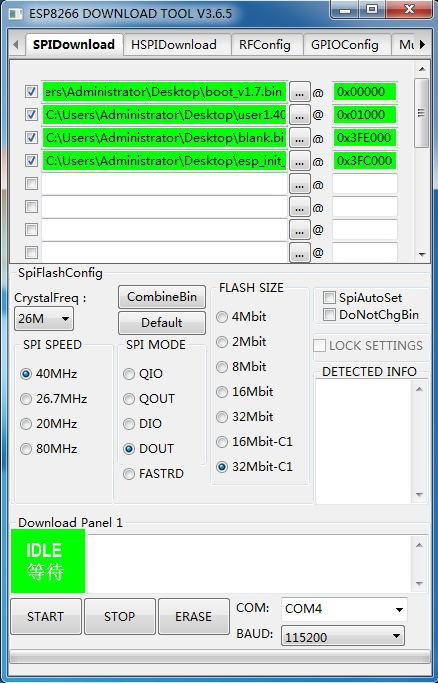 ESP8266 DOWNLOAD TOOL V3.6.5
SPIDownload HSPIDownload RFConfig GPIOConfig Mu
ers\Administrator\Desktop\boot_v1.7.bin ... @ 0x00000
C:\Users\Administrator\Desktop\user1.40 ... @ 0x01000
C:\Users\Administrator\Desktop\blank.bi ... @ 0x3FE000
C:\Users\Administrator\Desktop\esp_init_ ... @ 0x3FC000
... @
... @
... @
... @
SpiFlashConfig
CrystalFreq :
26M
CombineBin
Default
SPI SPEED
40MHz
26.7MHz
20MHz
80MHz
SPI MODE
QIO
QOUT
DIO
DOUT
FASTRD
FLASH SIZE
4Mbit
2Mbit
8Mbit
16Mbit
32Mbit
16Mbit-C1
32Mbit-C1
SpiAutoSet
DoNotChgBin
LOCK SETTINGS
DETECTED INFO
Download Panel 1
IDLE
等待
START STOP ERASE
COM: COM4
BAUD: 115200